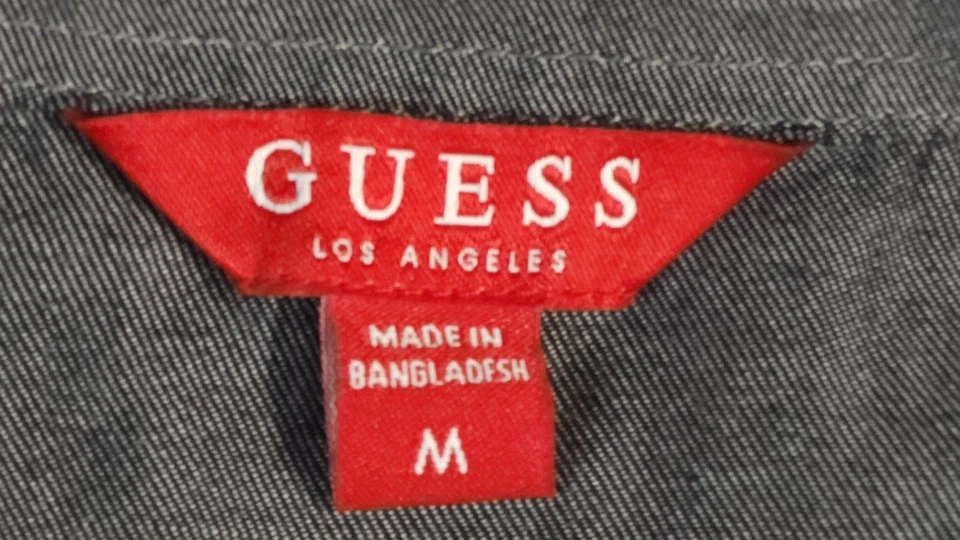 GUESS
LOS ANGELES
MADE IN
BANGLADESH
M